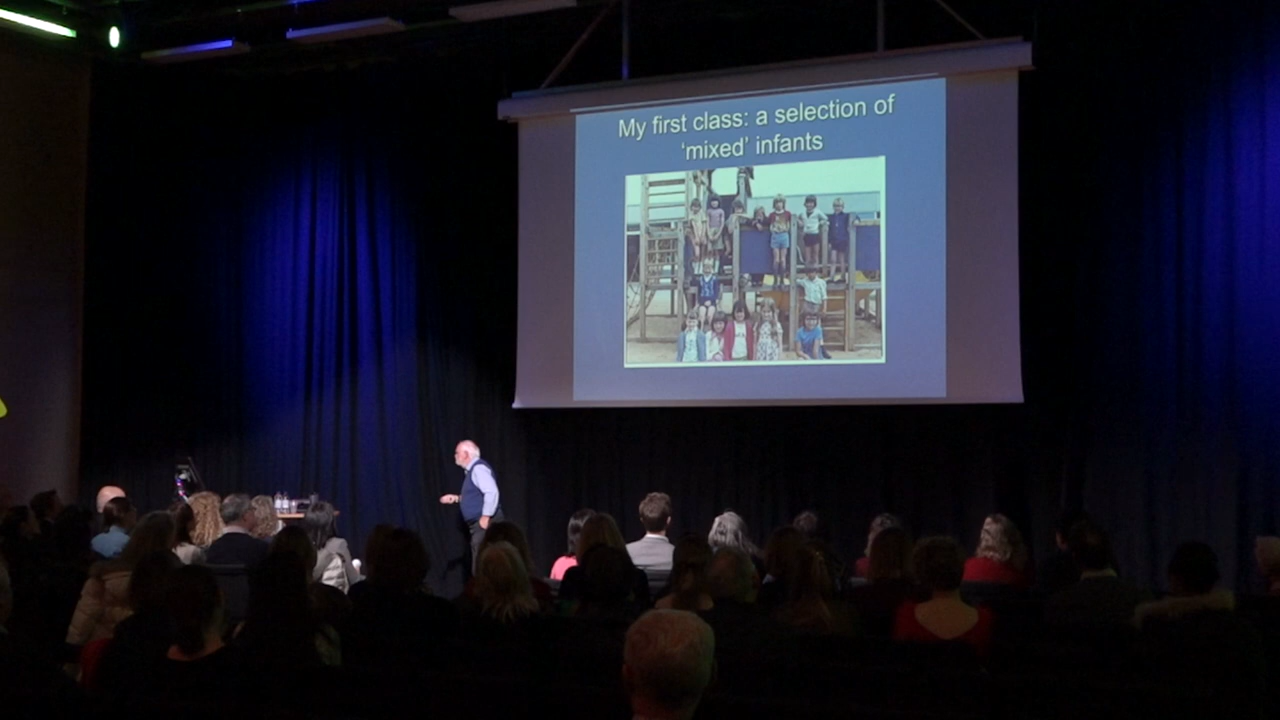 My first class: a selection of
‘mixed’ infants